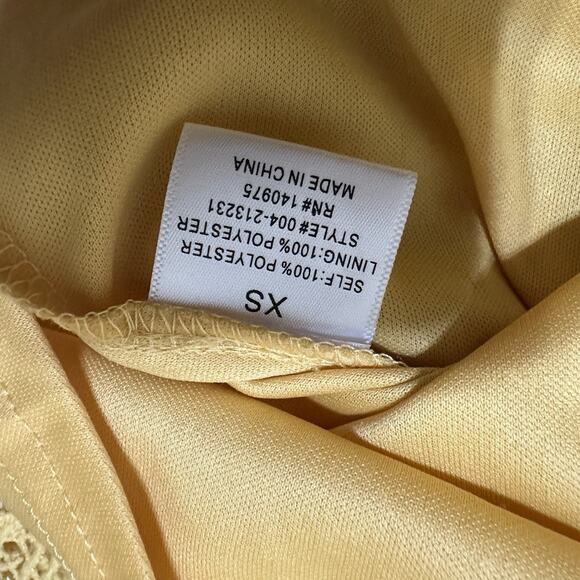 XS
SELF:100% POLYESTER
LINING:100% POLYESTER
STYLE# 004-213231
RN# 140975
MADE IN CHINA